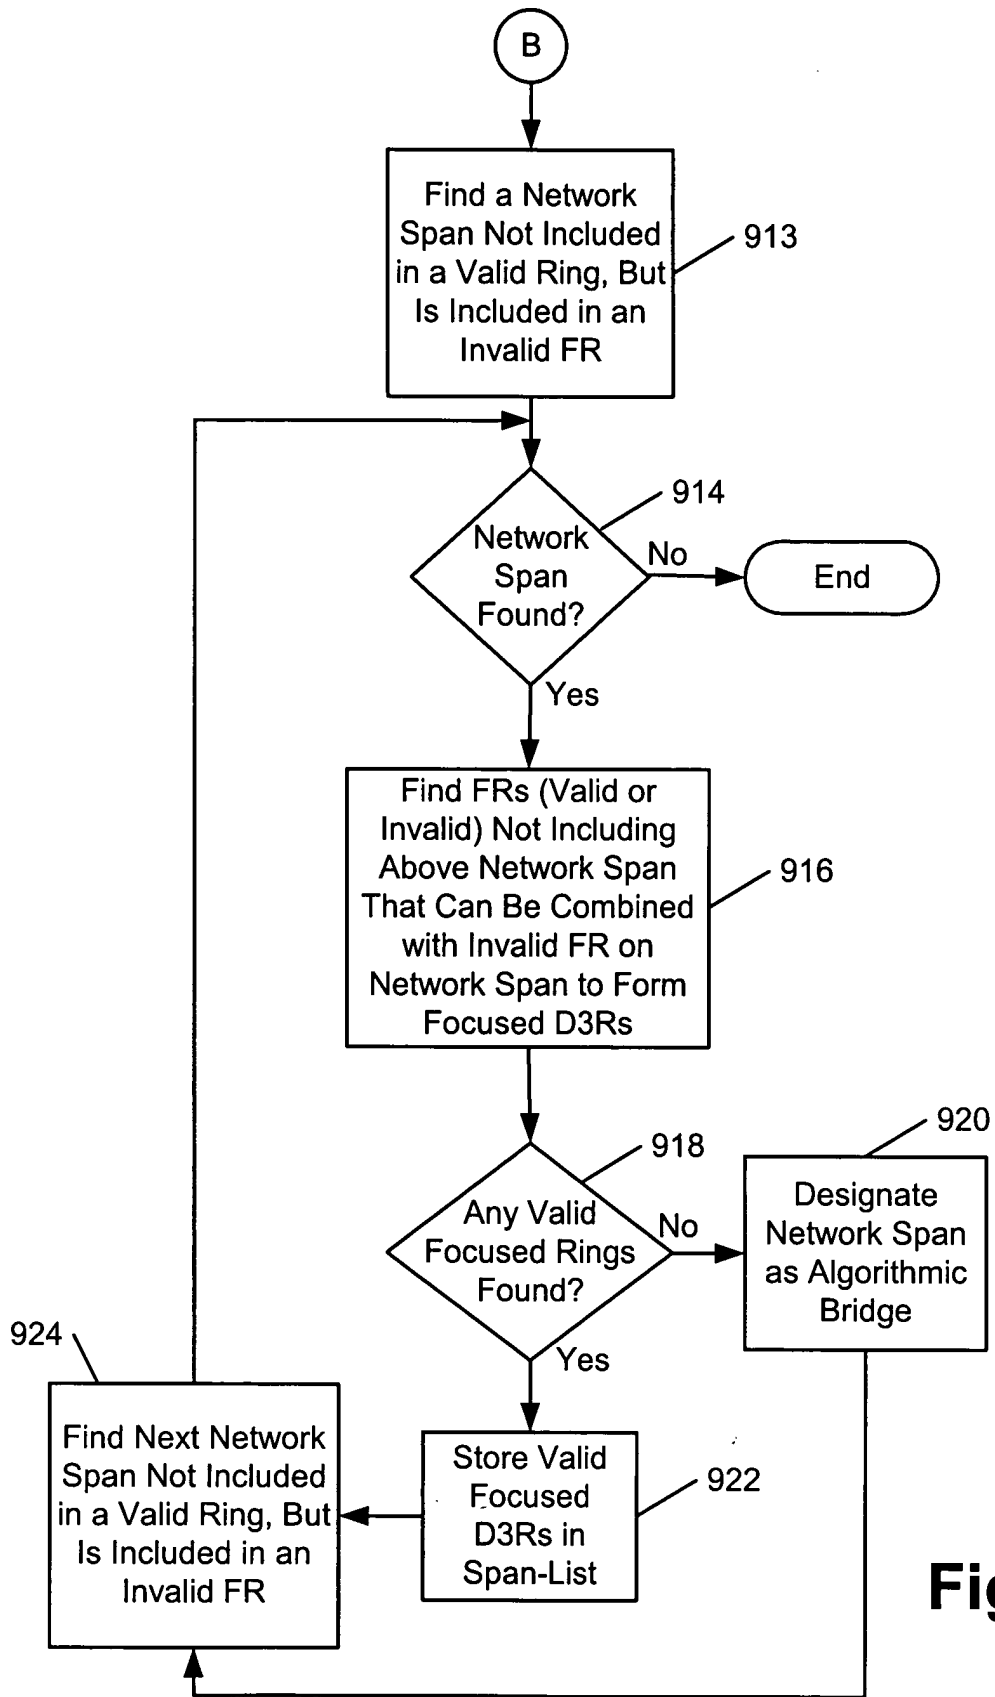 B
Find a Network
Span Not Included
in a Valid Ring, But
Is Included in an
Invalid FR
913
914
Network
Span
Found?
No
End
Yes
Find FRs (Valid or
Invalid) Not Including
Above Network Span
That Can Be Combined
with Invalid FR on
Network Span to Form
Focused D3Rs
916
918
Any Valid
Focused Rings
Found?
No
920
Designate
Network Span
as Algorithmic
Bridge
Yes
924
Find Next Network
Span Not Included
in a Valid Ring, But
Is Included in an
Invalid FR
Store Valid
Focused
D3Rs in
Span-List
922